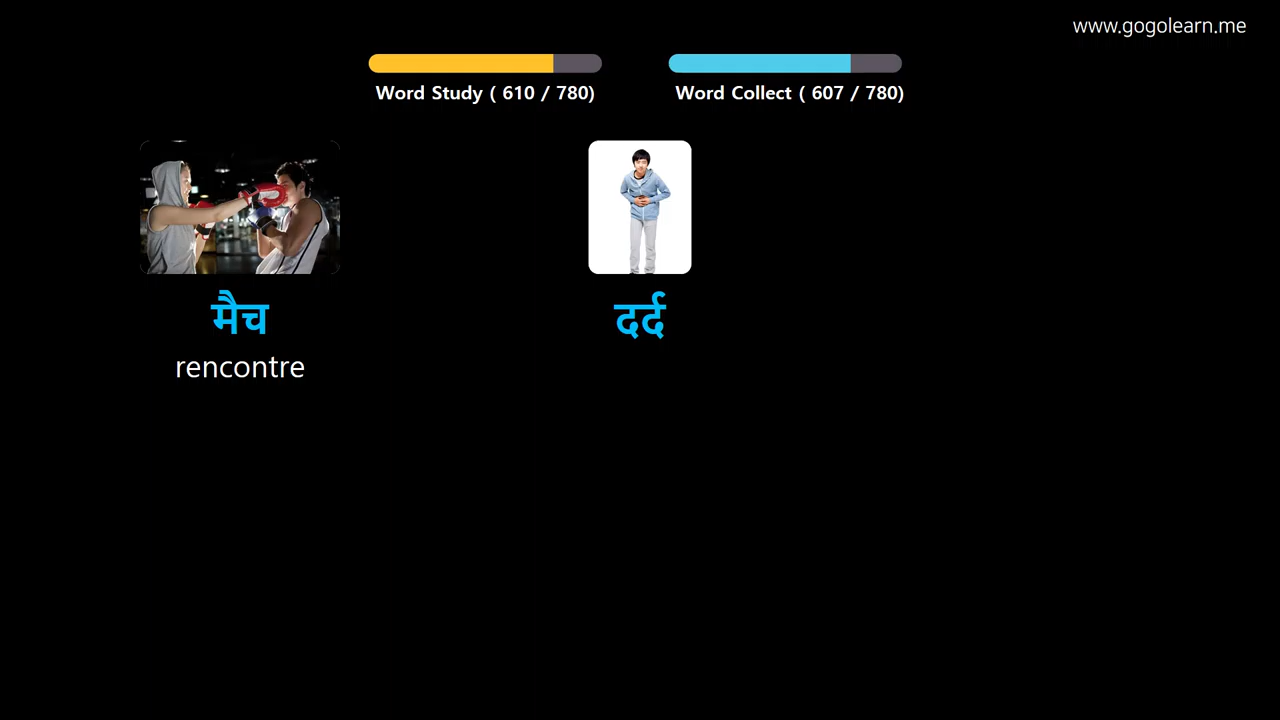 www.gogolearn.me
Word Study ( 610 / 780)
Word Collect ( 607 / 780)
मैच
दर्द
rencontre